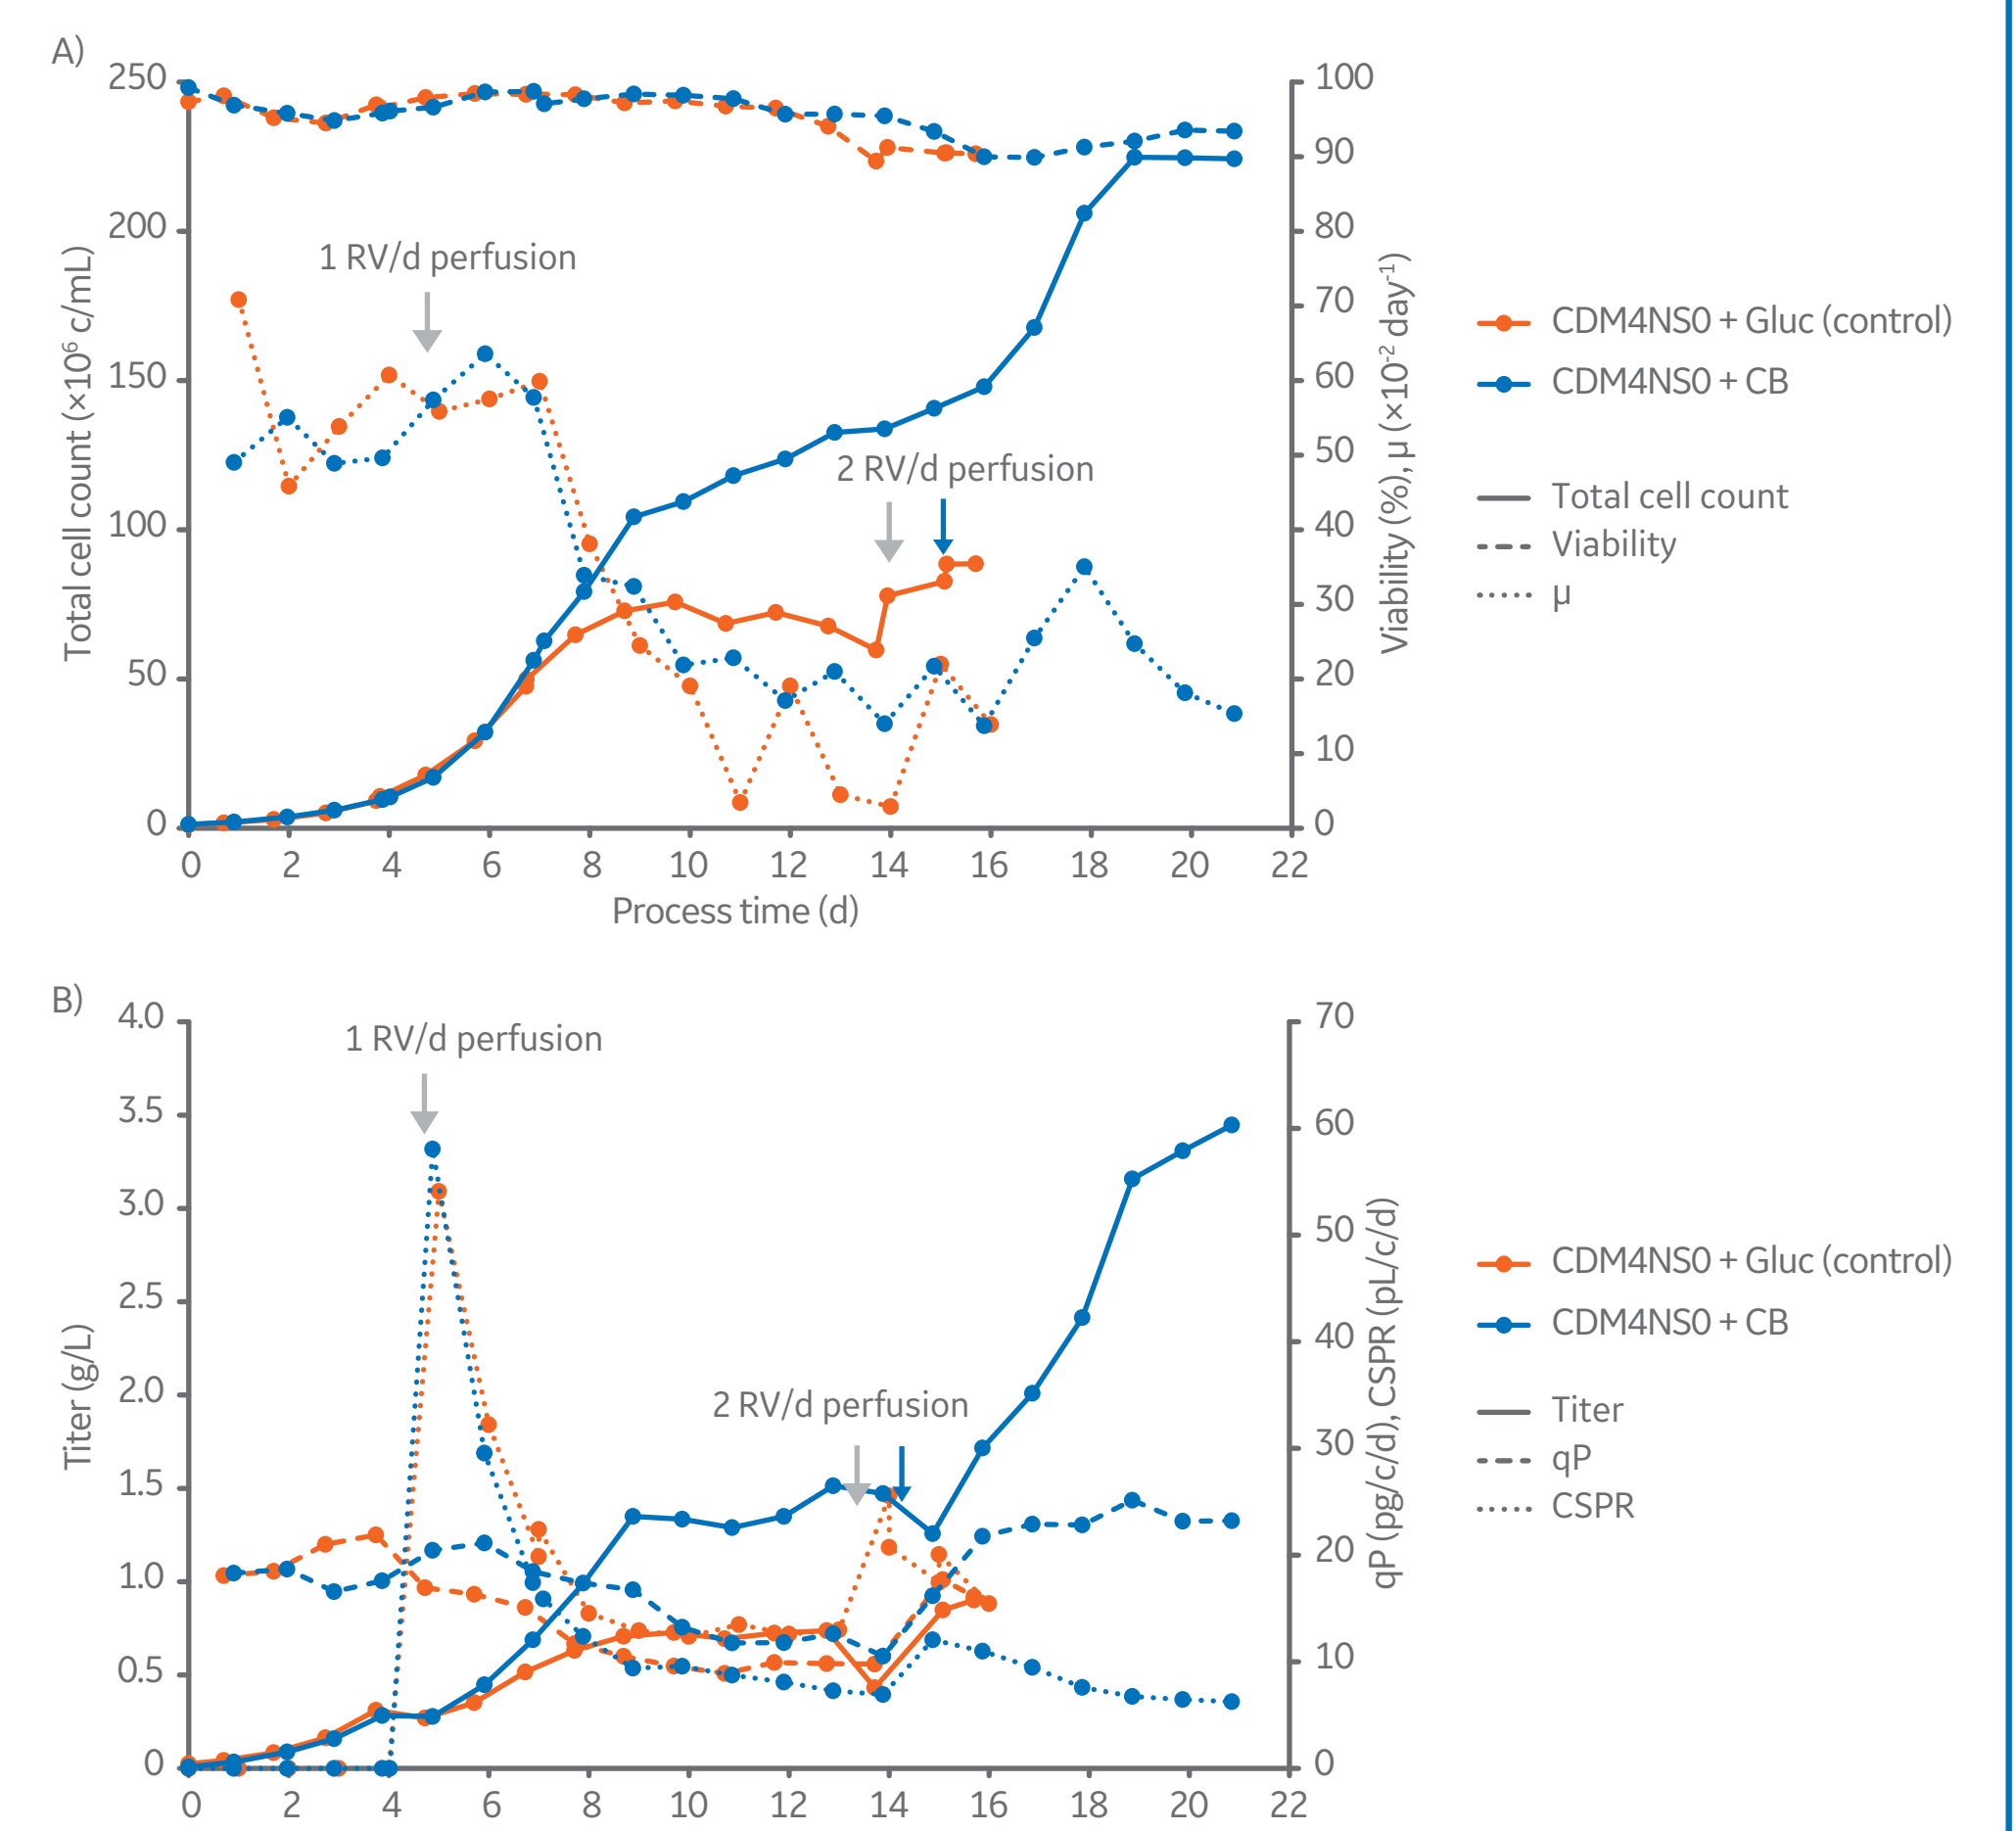 A)
250
200
150
100
50
0
Total cell count (×10⁶ c/mL)
1 RV/d perfusion
2 RV/d perfusion
100
90
80
70
60
50
40
30
20
10
0
Viability (%), µ (×10⁻² day⁻¹)
0 2 4 6 8 10 12 14 16 18 20 22
Process time (d)
CDM4NS0 + Gluc (control)
CDM4NS0 + CB
Total cell count
Viability
µ
B)
4.0
3.5
3.0
2.5
2.0
1.5
1.0
0.5
0
Titer (g/L)
1 RV/d perfusion
2 RV/d perfusion
70
60
50
40
30
20
10
0
qP (pg/c/d), CSPR (pL/c/d)
0 2 4 6 8 10 12 14 16 18 20 22
CDM4NS0 + Gluc (control)
CDM4NS0 + CB
Titer
qP
CSPR